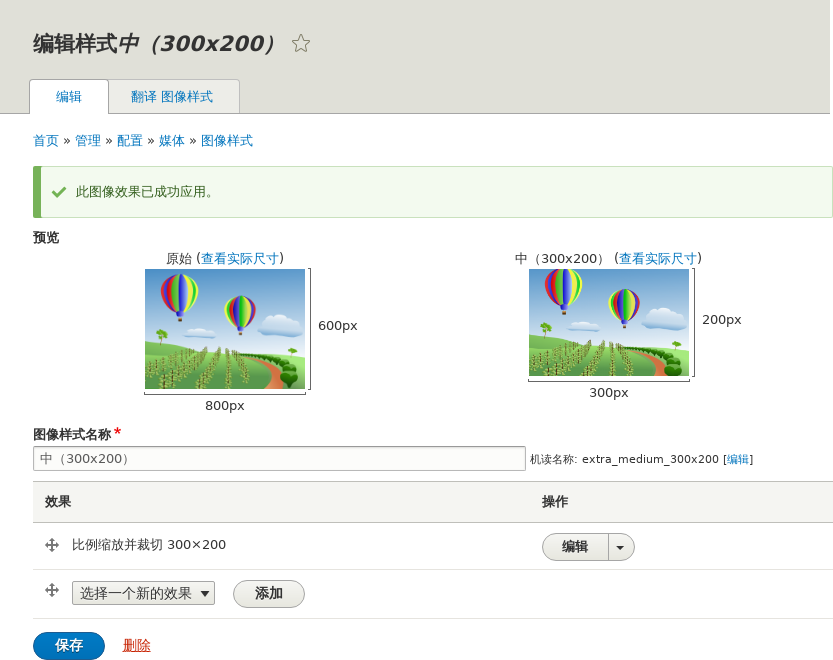 编辑样式中（300x200）
编辑 翻译 图像样式
首页 » 管理 » 配置 » 媒体 » 图像样式
此图像效果已成功应用。
预览
原始 (查看实际尺寸) 中（300x200） (查看实际尺寸)
600px 200px
800px 300px
图像样式名称*
中（300x200） 机读名称: extra_medium_300x200 [编辑]
效果 操作
比例缩放并裁切 300×200 编辑
选择一个新的效果 添加
保存 删除